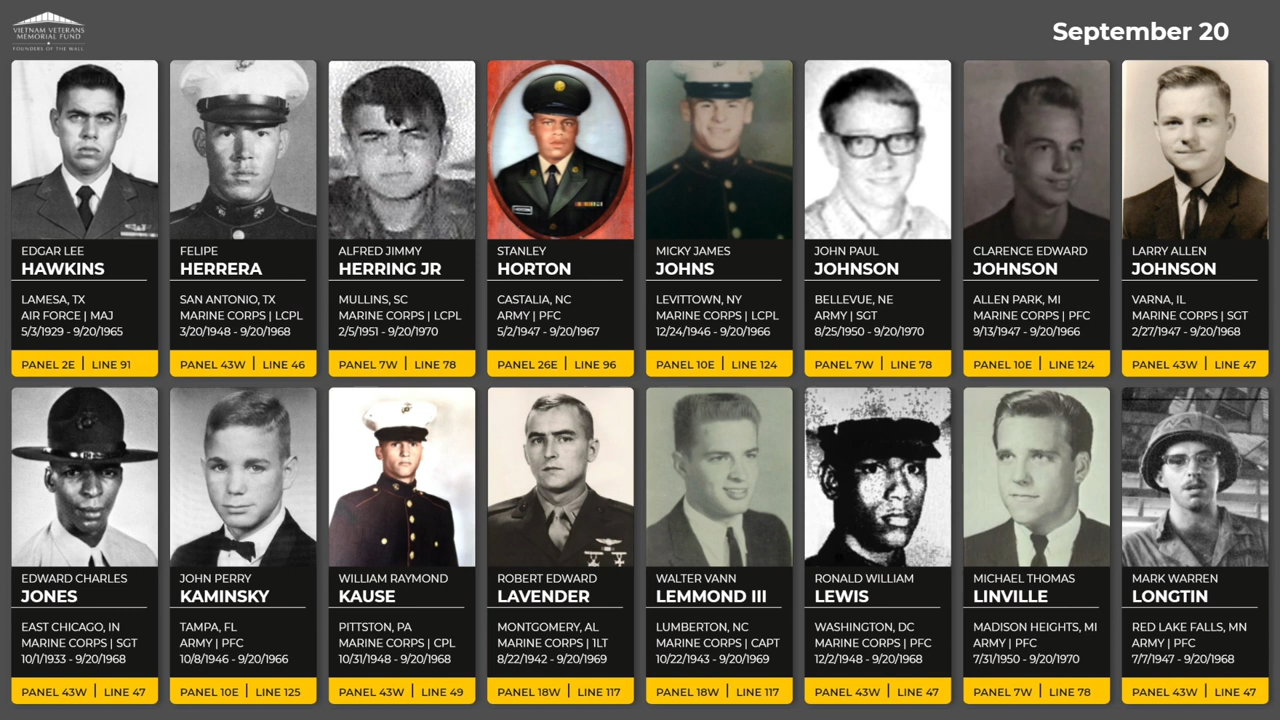 VIETNAM VETERANS
MEMORIAL FUND
FOUNDERS OF THE WALL
September 20
EDGAR LEE
HAWKINS
LAMESA, TX
AIR FORCE | MAJ
5/3/1929 - 9/20/1965
PANEL 2E | LINE 91
FELIPE
HERRERA
SAN ANTONIO, TX
MARINE CORPS | LCPL
3/20/1948 - 9/20/1968
PANEL 43W | LINE 46
ALFRED JIMMY
HERRING JR
MULLINS, SC
MARINE CORPS | LCPL
2/5/1951 - 9/20/1970
PANEL 7W | LINE 78
STANLEY
HORTON
CASTALIA, NC
ARMY | PFC
5/2/1947 - 9/20/1967
PANEL 26E | LINE 96
MICKY JAMES
JOHNS
LEVITTOWN, NY
MARINE CORPS | LCPL
12/24/1946 - 9/20/1966
PANEL 10E | LINE 124
JOHN PAUL
JOHNSON
BELLEVUE, NE
ARMY | SGT
8/25/1950 - 9/20/1970
PANEL 7W | LINE 78
CLARENCE EDWARD
JOHNSON
ALLEN PARK, MI
MARINE CORPS | PFC
9/13/1947 - 9/20/1966
PANEL 10E | LINE 124
LARRY ALLEN
JOHNSON
VARNA, IL
MARINE CORPS | SGT
2/27/1947 - 9/20/1968
PANEL 43W | LINE 47
EDWARD CHARLES
JONES
EAST CHICAGO, IN
MARINE CORPS | SGT
10/1/1933 - 9/20/1968
PANEL 43W | LINE 47
JOHN PERRY
KAMINSKY
TAMPA, FL
ARMY | PFC
10/8/1946 - 9/20/1966
PANEL 10E | LINE 125
WILLIAM RAYMOND
KAUSE
PITTSTON, PA
MARINE CORPS | CPL
10/31/1948 - 9/20/1968
PANEL 43W | LINE 49
ROBERT EDWARD
LAVENDER
MONTGOMERY, AL
MARINE CORPS | 1LT
8/22/1942 - 9/20/1969
PANEL 18W | LINE 117
WALTER VANN
LEMMOND III
LUMBERTON, NC
MARINE CORPS | CAPT
10/22/1943 - 9/20/1969
PANEL 18W | LINE 117
RONALD WILLIAM
LEWIS
WASHINGTON, DC
MARINE CORPS | PFC
12/2/1948 - 9/20/1968
PANEL 43W | LINE 47
MICHAEL THOMAS
LINVILLE
MADISON HEIGHTS, MI
ARMY | PFC
7/31/1950 - 9/20/1970
PANEL 7W | LINE 78
MARK WARREN
LONGTIN
RED LAKE FALLS, MN
ARMY | PFC
7/7/1947 - 9/20/1968
PANEL 43W | LINE 47